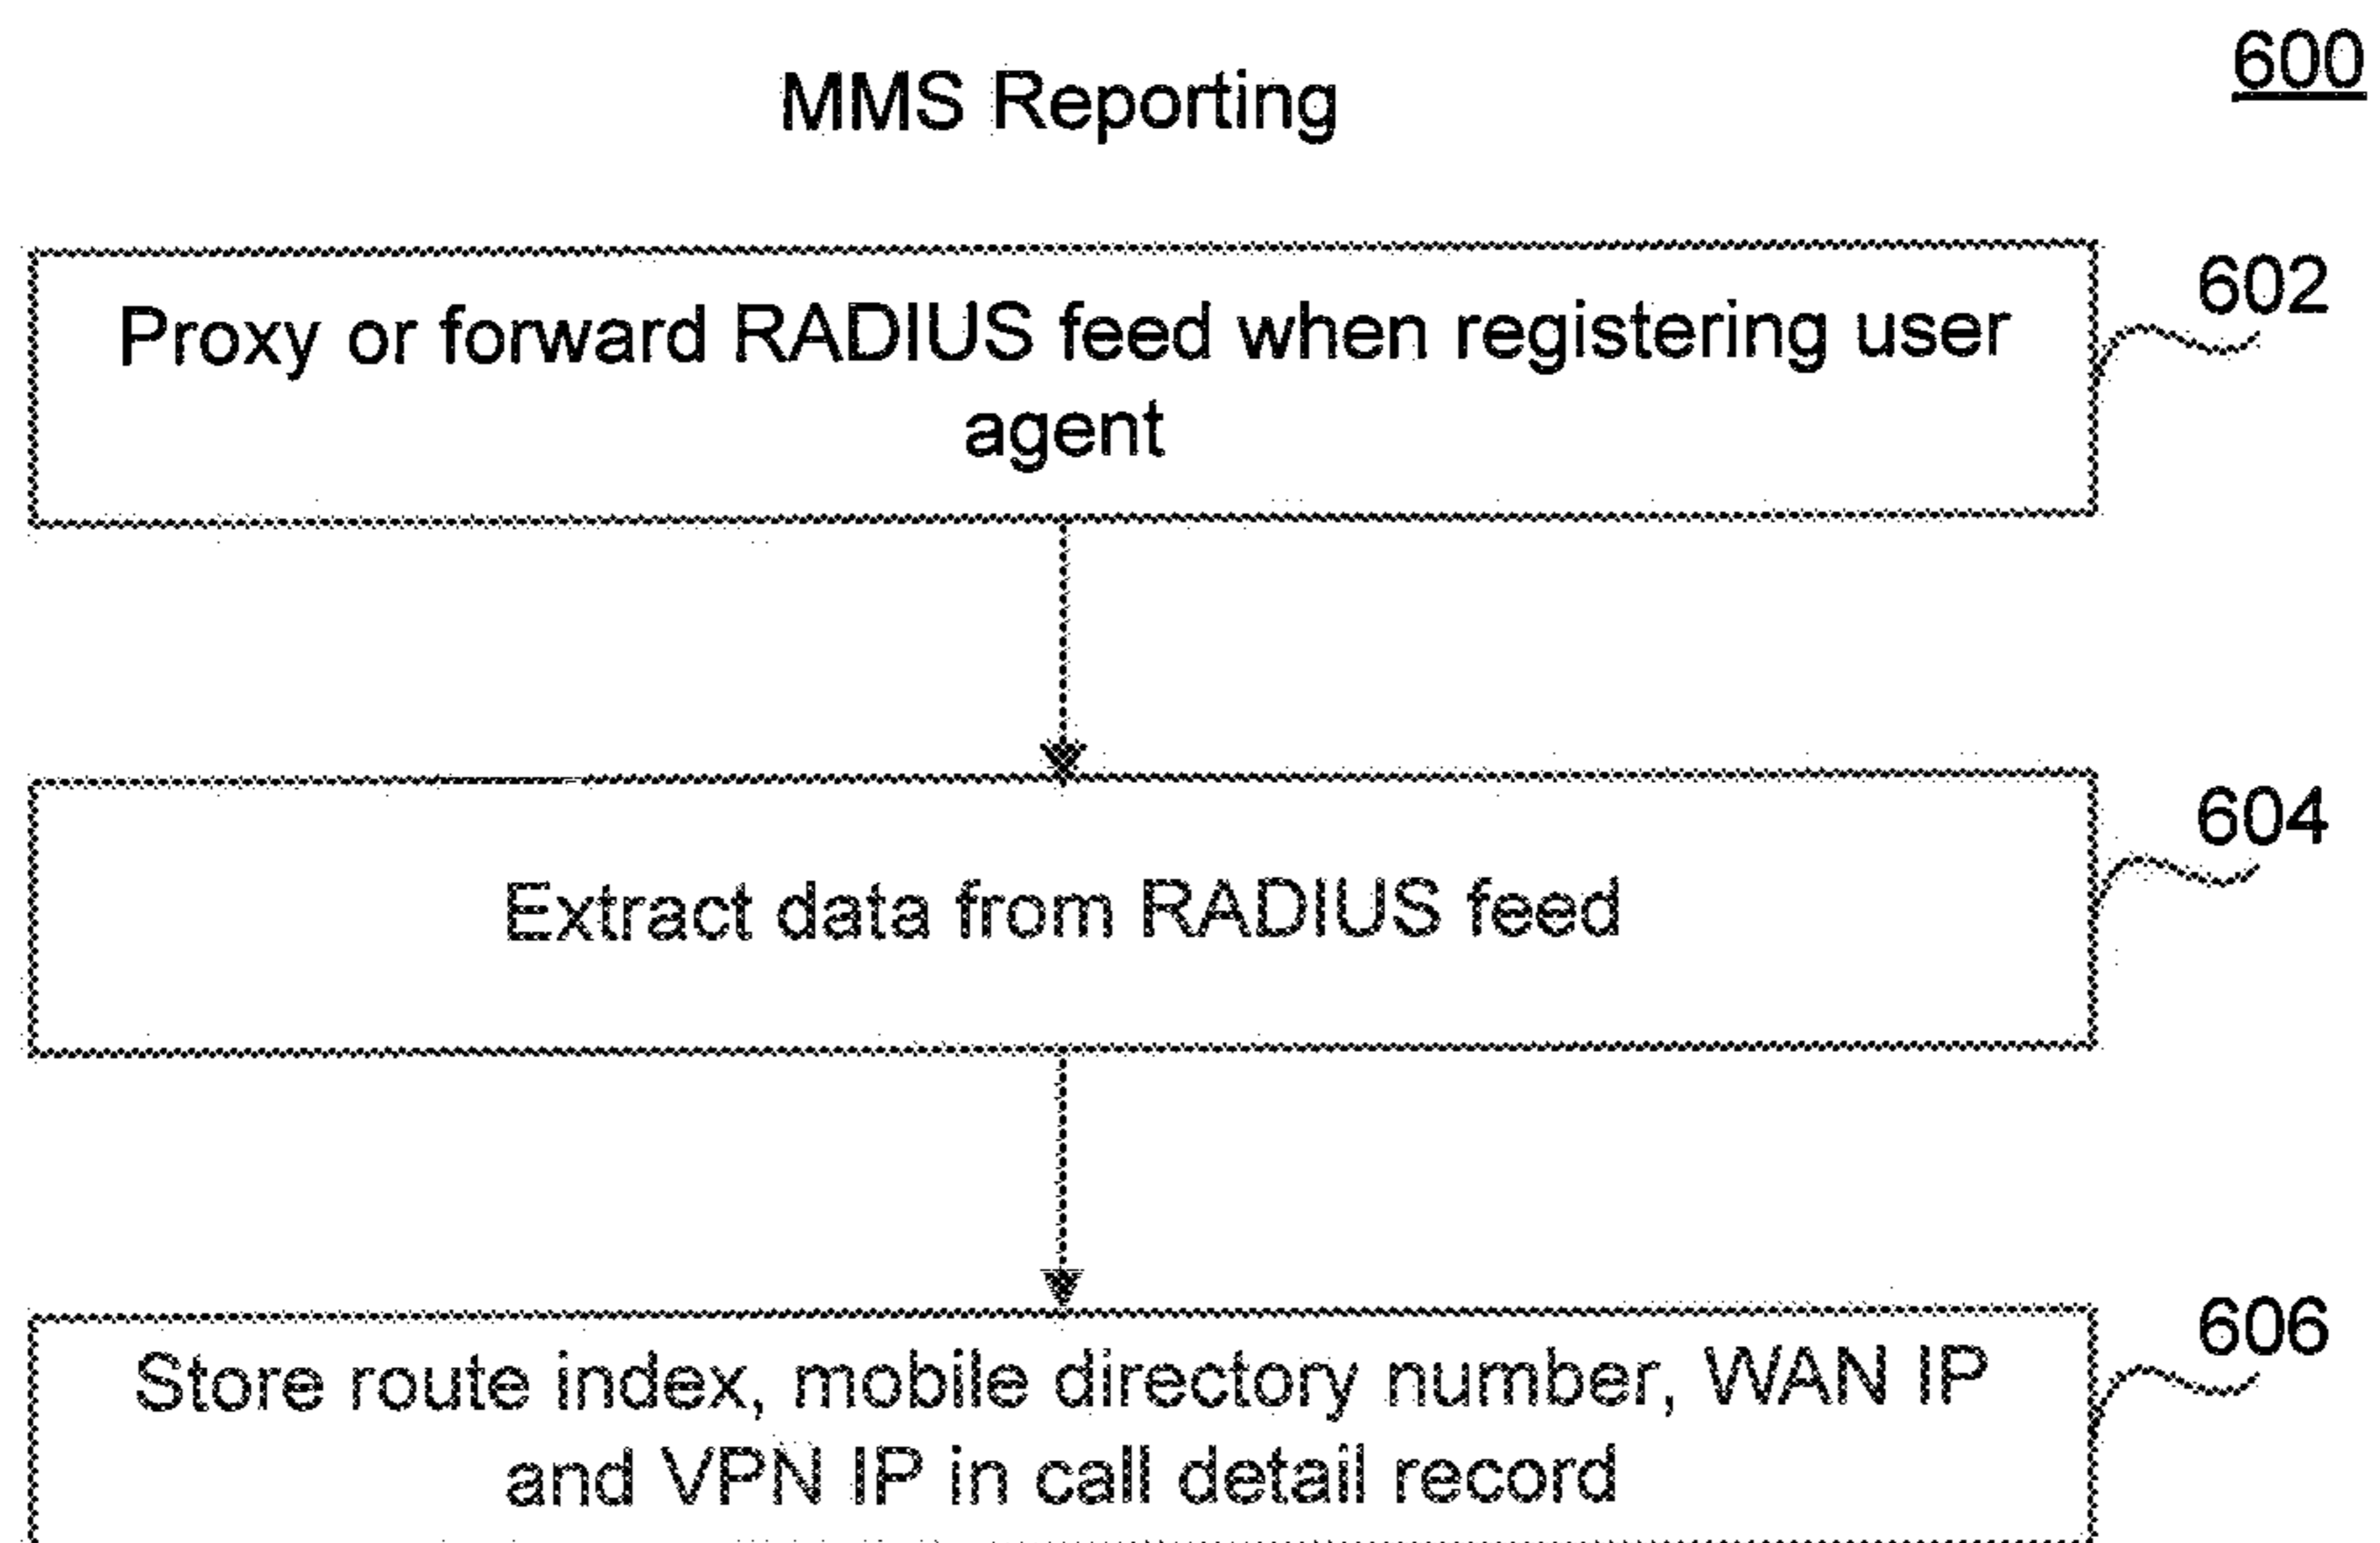 600
MMS Reporting
602
Proxy or forward RADIUS feed when registering user
agent
604
Extract data from RADIUS feed
606
Store route index, mobile directory number, WAN IP
and VPN IP in call detail record